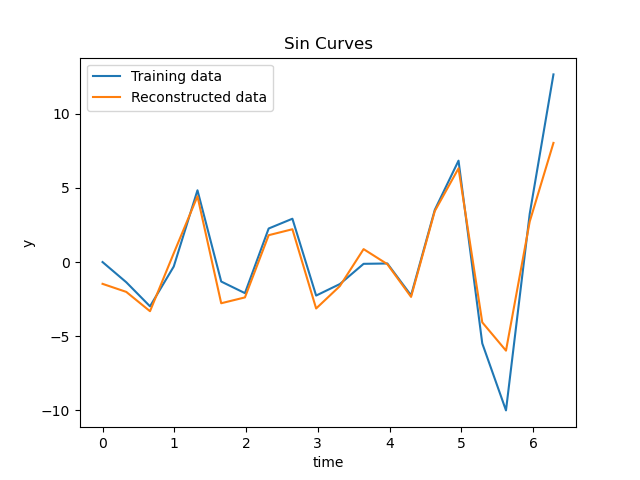 Sin Curves
Training data
Reconstructed data
10
5
0
−5
−10
y
0 1 2 3 4 5 6
time